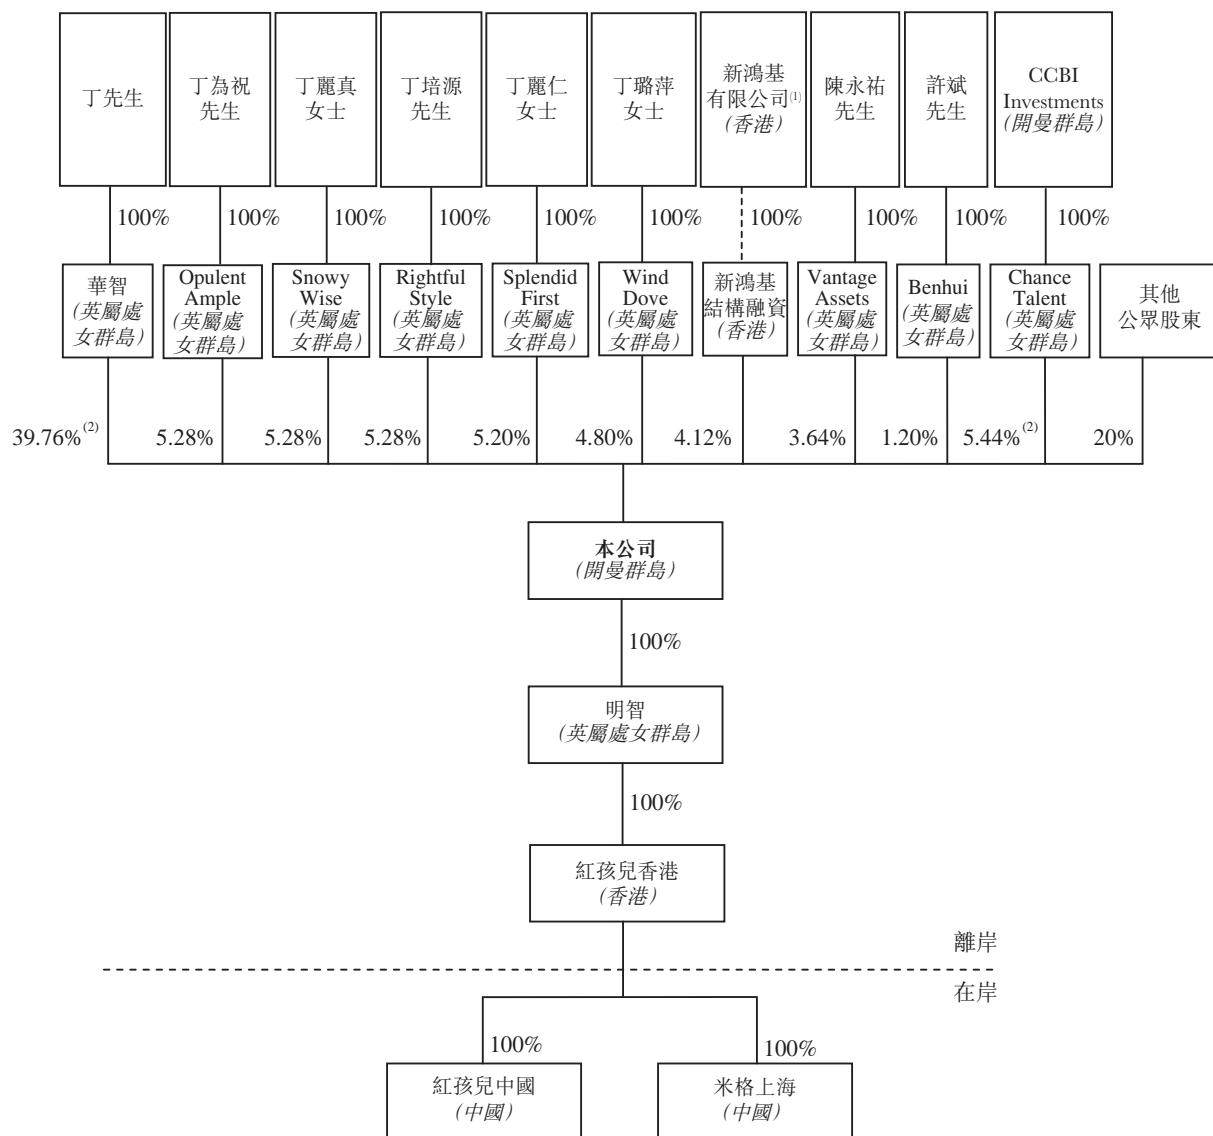 丁先生
丁為祝
先生
丁麗真
女士
丁培源
先生
丁麗仁
女士
丁璐萍
女士
新鴻基
有限公司(1)
(香港)
陳永祐
先生
許斌
先生
CCBI
Investments
(開曼群島)
100%
100%
100%
100%
100%
100%
100%
100%
100%
100%
華智
(英屬處
女群島)
Opulent
Ample
(英屬處
女群島)
Snowy
Wise
(英屬處
女群島)
Rightful
Style
(英屬處
女群島)
Splendid
First
(英屬處
女群島)
Wind
Dove
(英屬處
女群島)
新鴻基
結構融資
(香港)
Vantage
Assets
(英屬處
女群島)
Benhui
(英屬處
女群島)
Chance
Talent
(英屬處
女群島)
其他
公眾股東
39.76%(2)
5.28%
5.28%
5.28%
5.20%
4.80%
4.12%
3.64%
1.20%
5.44%(2)
20%
本公司
(開曼群島)
100%
明智
(英屬處女群島)
100%
紅孩兒香港
(香港)
離岸
在岸
100%
100%
紅孩兒中國
(中國)
米格上海
(中國)